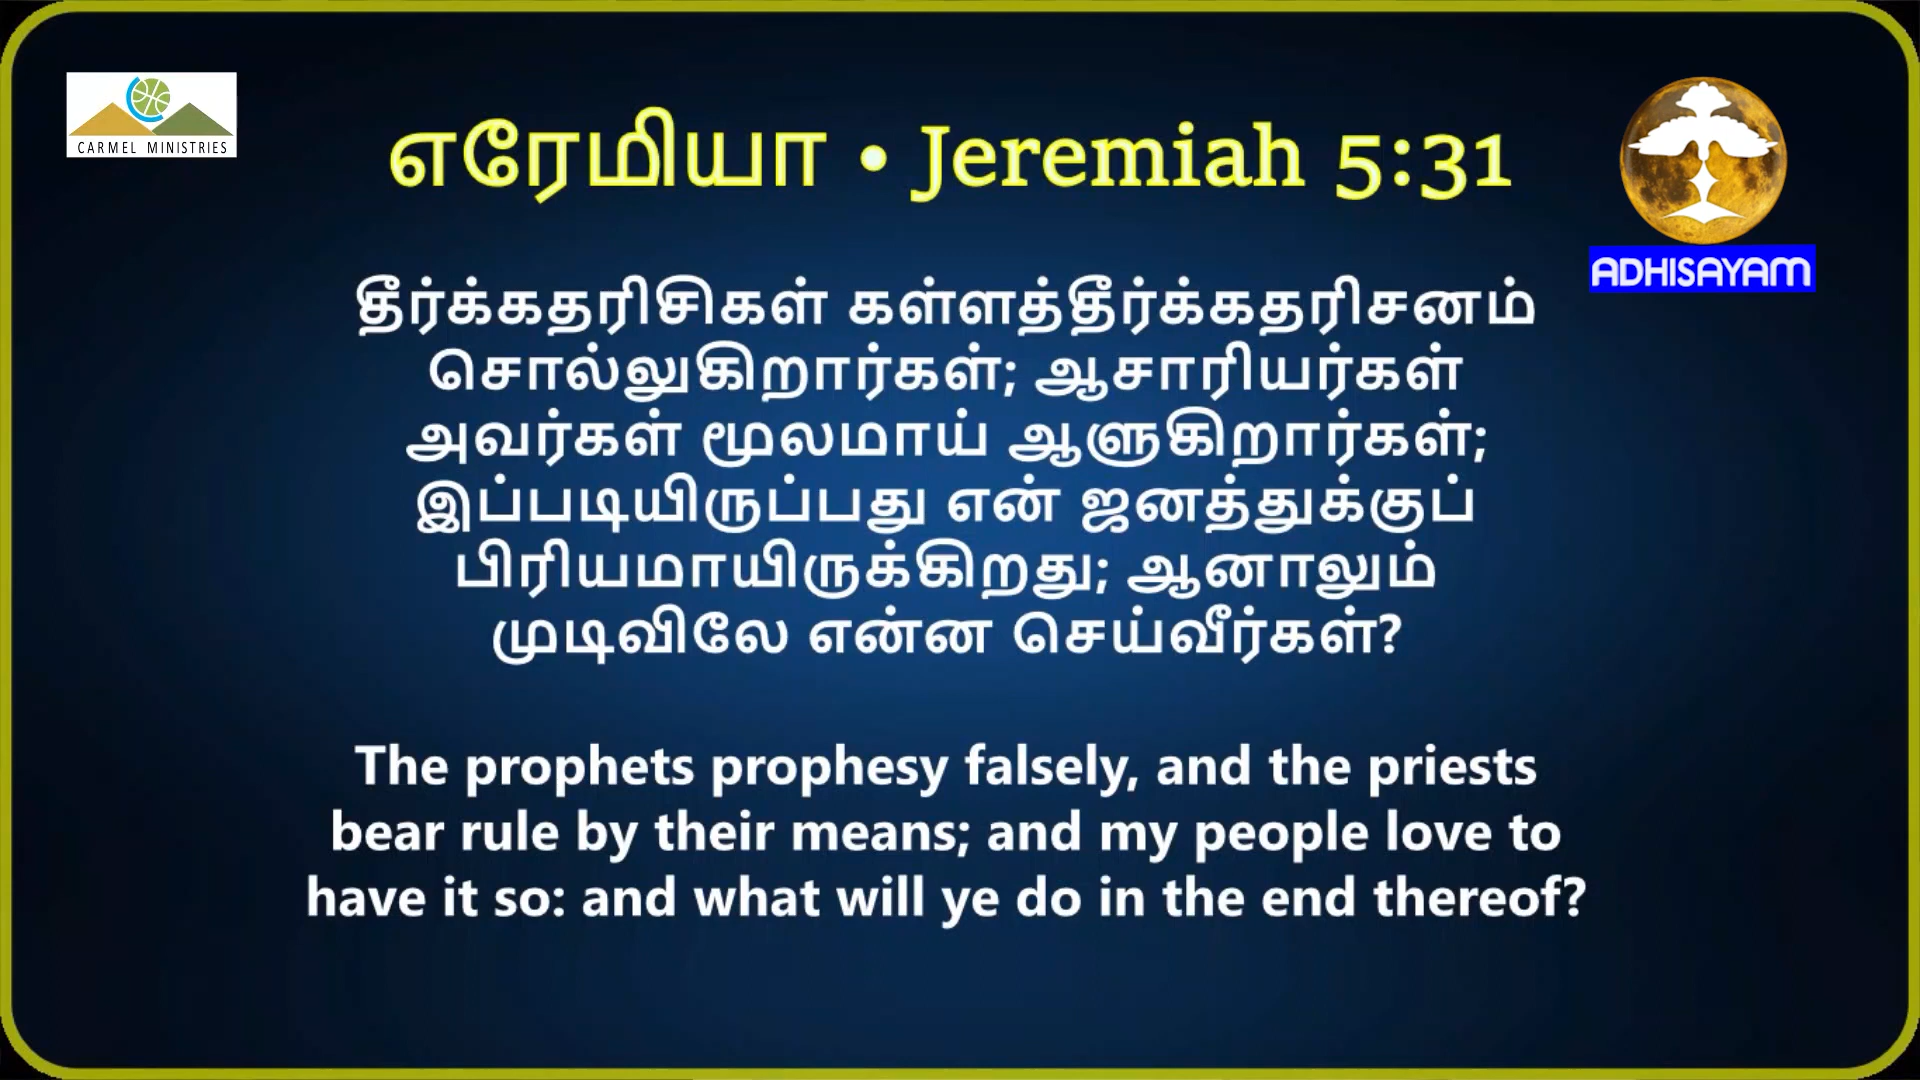 CARMEL MINISTRIES
எரேமியா • Jeremiah 5:31
ADHISAYAM
தீர்க்கதரிசிகள் கள்ளத்தீர்க்கதரிசனம்
சொல்லுகிறார்கள்; ஆசாரியர்கள்
அவர்கள் மூலமாய் ஆளுகிறார்கள்;
இப்படியிருப்பது என் ஜனத்துக்குப்
பிரியமாயிருக்கிறது; ஆனாலும்
முடிவிலே என்ன செய்வீர்கள்?
The prophets prophesy falsely, and the priests
bear rule by their means; and my people love to
have it so: and what will ye do in the end thereof?